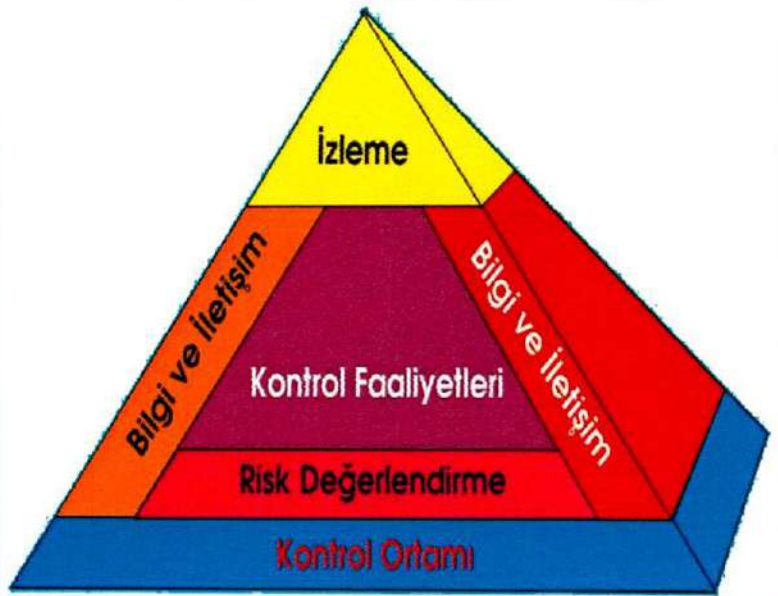 İzleme
Bilgi ve İletişim
Bilgi ve İletişim
Kontrol Faaliyetleri
Risk Değerlendirme
Kontrol Ortamı